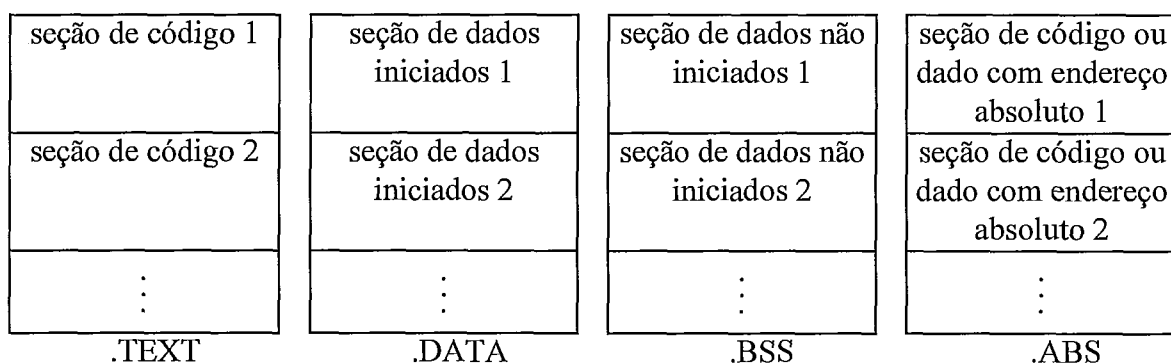 seção de código 1
seção de código 2
⋮
.TEXT
seção de dados
iniciados 1
seção de dados
iniciados 2
⋮
.DATA
seção de dados não
iniciados 1
seção de dados não
iniciados 2
⋮
.BSS
seção de código ou
dado com endereço
absoluto 1
seção de código ou
dado com endereço
absoluto 2
⋮
.ABS